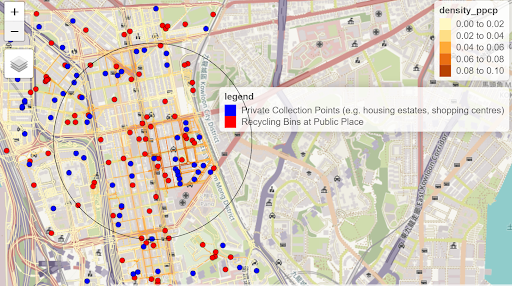 +
−
density_ppcp
0.00 to 0.02
0.02 to 0.04
0.04 to 0.06
0.06 to 0.08
0.08 to 0.10
legend
Private Collection Points (e.g. housing estates, shopping centres)
Recycling Bins at Public Place
Kowloon City District
Mong District
East Kowloon Corridor